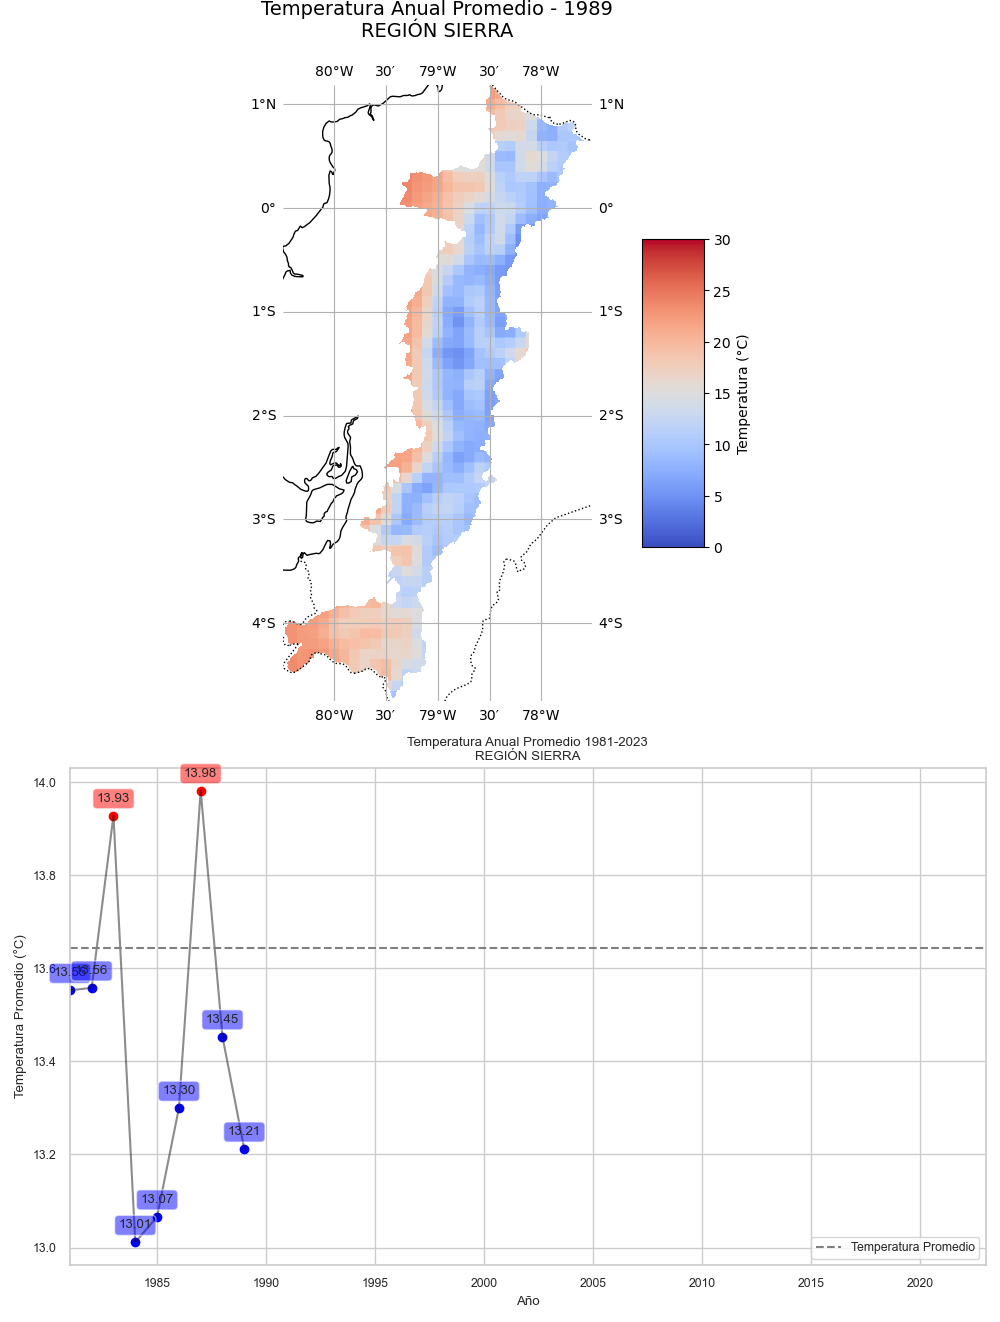 Temperatura Anual Promedio - 1989
REGIÓN SIERRA
80°W 30′ 79°W 30′ 78°W
1°N 1°N
0° 0°
1°S 1°S
2°S 2°S
3°S 3°S
4°S 4°S
80°W 30′ 79°W 30′ 78°W
30
25
20
15
10
5
0
Temperatura (°C)
Temperatura Anual Promedio 1981-2023
REGIÓN SIERRA
14.0
13.8
13.6
13.4
13.2
13.0
Temperatura Promedio (°C)
13.56
13.93
13.01
13.07
13.30
13.98
13.45
13.21
Temperatura Promedio
1985 1990 1995 2000 2005 2010 2015 2020
Año